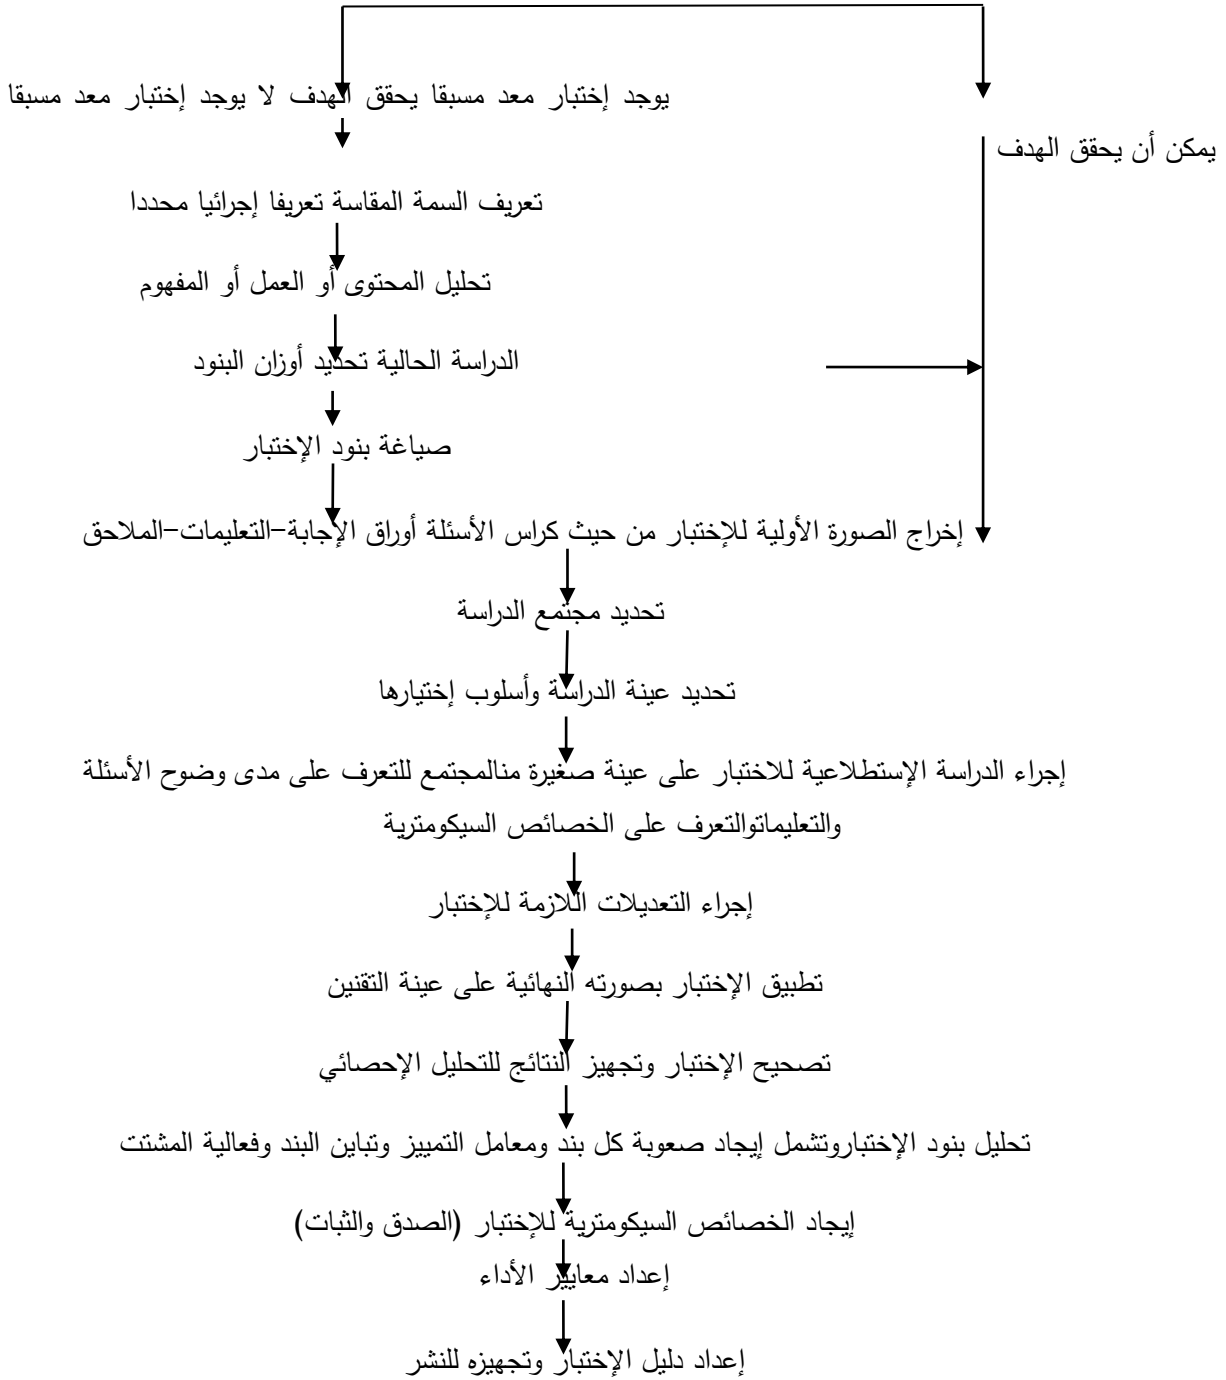 يوجد إختبار معد مسبقا يحقق الهدف لا يوجد إختبار معد مسبقا
يمكن أن يحقق الهدف
تعريف السمة المقاسة تعريفا إجرائيا محددا
تحليل المحتوى أو العمل أو المفهوم
الدراسة الحالية تحديد أوزان البنود
صياغة بنود الإختبار
إخراج الصورة الأولية للإختبار من حيث كراس الأسئلة أوراق الإجابة–التعليمات–الملاحق
تحديد مجتمع الدراسة
تحديد عينة الدراسة وأسلوب إختيارها
إجراء الدراسة الإستطلاعية للاختبار على عينة صغيرة منالمجتمع للتعرف على مدى وضوح الأسئلة
والتعليماتوالتعرف على الخصائص السيكومترية
إجراء التعديلات اللازمة للإختبار
تطبيق الإختبار بصورته النهائية على عينة التقنين
تصحيح الإختبار وتجهيز النتائج للتحليل الإحصائي
تحليل بنود الإختباروتشمل إيجاد صعوبة كل بند ومعامل التمييز وتباين البند وفعالية المشتت
إيجاد الخصائص السيكومترية للإختبار (الصدق والثبات)
إعداد معايير الأداء
إعداد دليل الإختبار وتجهيزه للنشر